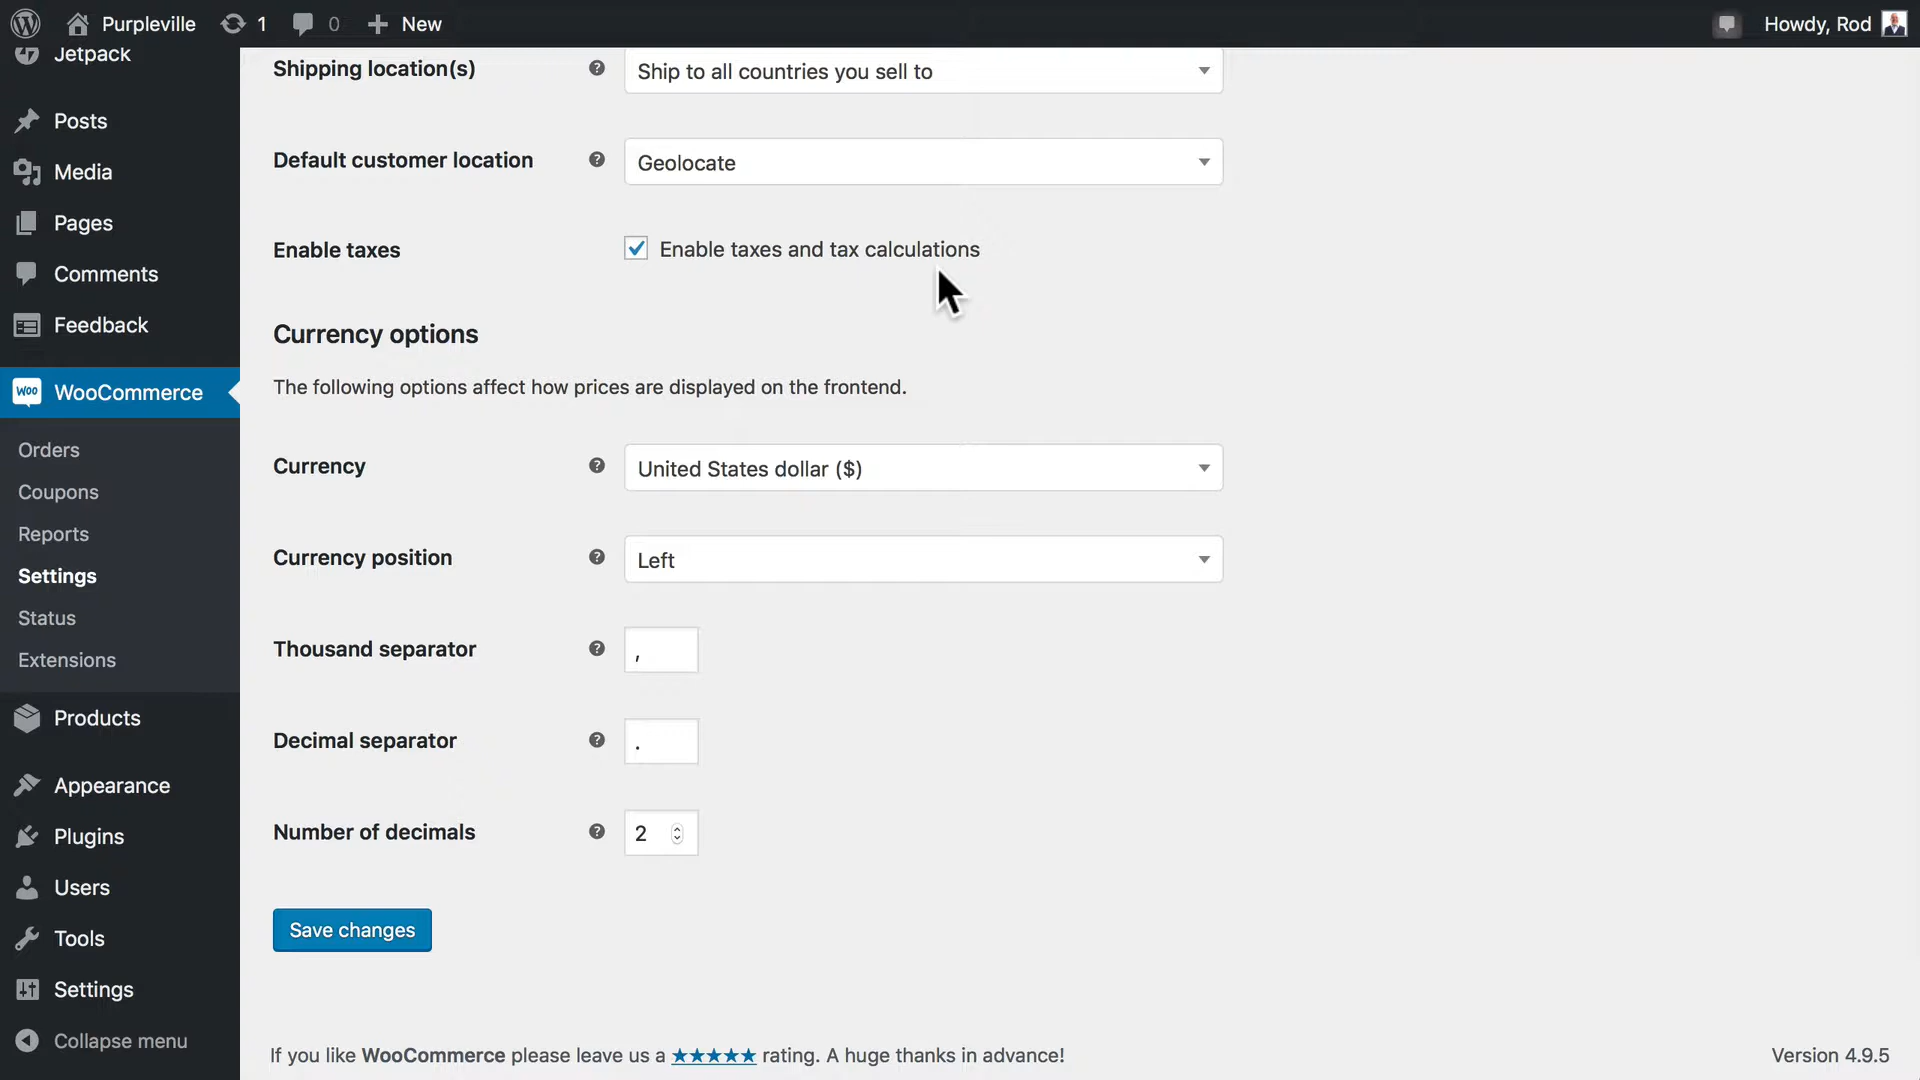 Purpleville 1 0 New Howdy, Rod
Jetpack
Posts
Media
Pages
Comments
Feedback
WOO WooCommerce
Orders
Coupons
Reports
Settings
Status
Extensions
Products
Appearance
Plugins
Users
Tools
Settings
Collapse menu
Shipping location(s) ? Ship to all countries you sell to
Default customer location ? Geolocate
Enable taxes Enable taxes and tax calculations
Currency options
The following options affect how prices are displayed on the frontend.
Currency ? United States dollar ($)
Currency position ? Left
Thousand separator ? ,
Decimal separator ? .
Number of decimals ? 2
Save changes
If you like WooCommerce please leave us a ★★★★★ rating. A huge thanks in advance! Version 4.9.5